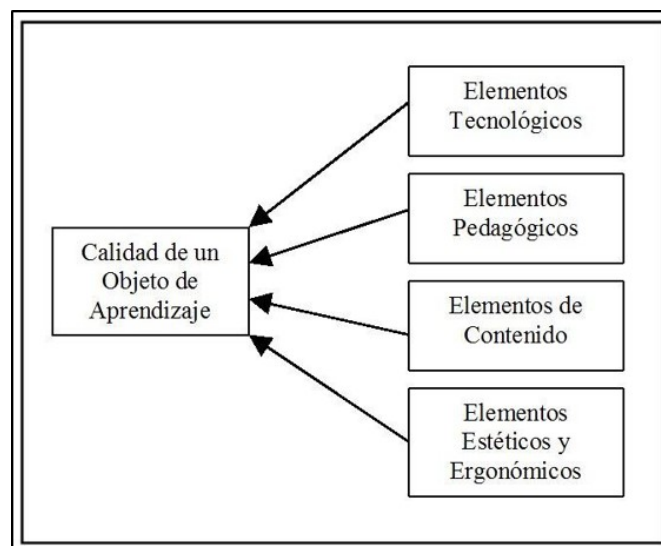 Elementos
Tecnológicos
Elementos
Pedagógicos
Calidad de un
Objeto de
Aprendizaje
Elementos de
Contenido
Elementos
Estéticos y
Ergonómicos